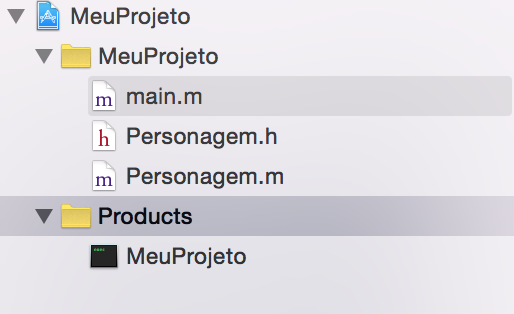 MeuProjeto
MeuProjeto
m main.m
h Personagem.h
m Personagem.m
Products
MeuProjeto